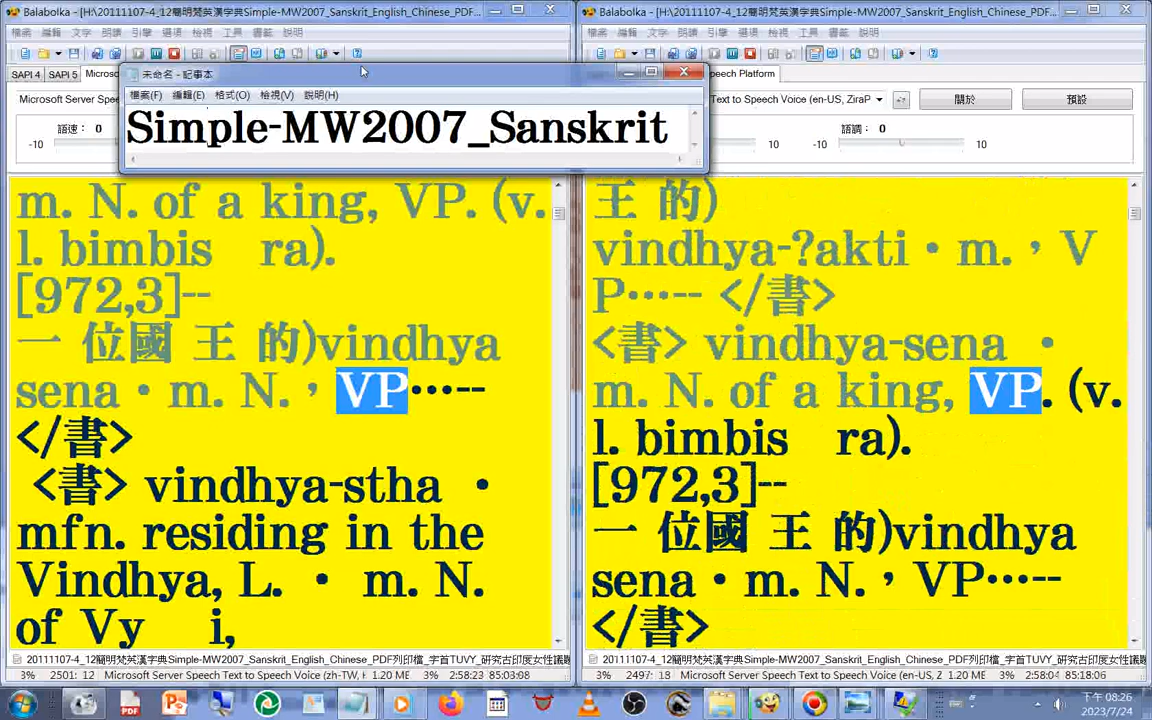 Balabolka - [H:\20111107-4_12簡明梵英漢字典Simple-MW2007_Sanskrit_English_Chinese_PDF...
檔案 編輯 文字 朗讀 引擎 選項 檢視 工具 書籤 說明
SAPI 4 SAPI 5 Microso
Microsoft Server Spee
語速： 0
-10
未命名 - 記事本
檔案(F) 編輯(E) 格式(O) 檢視(V) 說明(H)
Simple-MW2007_Sanskrit
m. N. of a king, VP. (v.
l. bimbis ra).
[972,3]--
一 位國 王 的)vindhya
sena‧m. N.，VP…--
</書>
<書> vindhya-stha ‧
mfn. residing in the
Vindhya, L. ‧ m. N.
of Vy i,
20111107-4_12簡明梵英漢字典Simple-MW2007_Sanskrit_English_Chinese_PDF列印檔_字首TUVY_研究古印度女性議題
3% 2501: 12 Microsoft Server Speech Text to Speech Voice (zh-TW, H 1.20 ME 3% 2:58:23 85:03:08
Balabolka - [H:\20111107-4_12簡明梵英漢字典Simple-MW2007_Sanskrit_English_Chinese_PDF...
檔案 編輯 文字 朗讀 引擎 選項 檢視 工具 書籤 說明
peech Platform
Text to Speech Voice (en-US, ZiraP
關於
預設
語調： 0
10 -10 10
王 的)
vindhya-?akti‧m.，V
P…-- </書>
<書> vindhya-sena ‧
m. N. of a king, VP. (v.
l. bimbis ra).
[972,3]--
一 位國 王 的)vindhya
sena‧m. N.，VP…--
</書>
20111107-4_12簡明梵英漢字典Simple-MW2007_Sanskrit_English_Chinese_PDF列印檔_字首TUVY_研究古印度女性議題
3% 2497: 18 Microsoft Server Speech Text to Speech Voice (en-US, Z 1.20 ME 3% 2:58:04 85:18:06
下午 08:26
2023/7/24